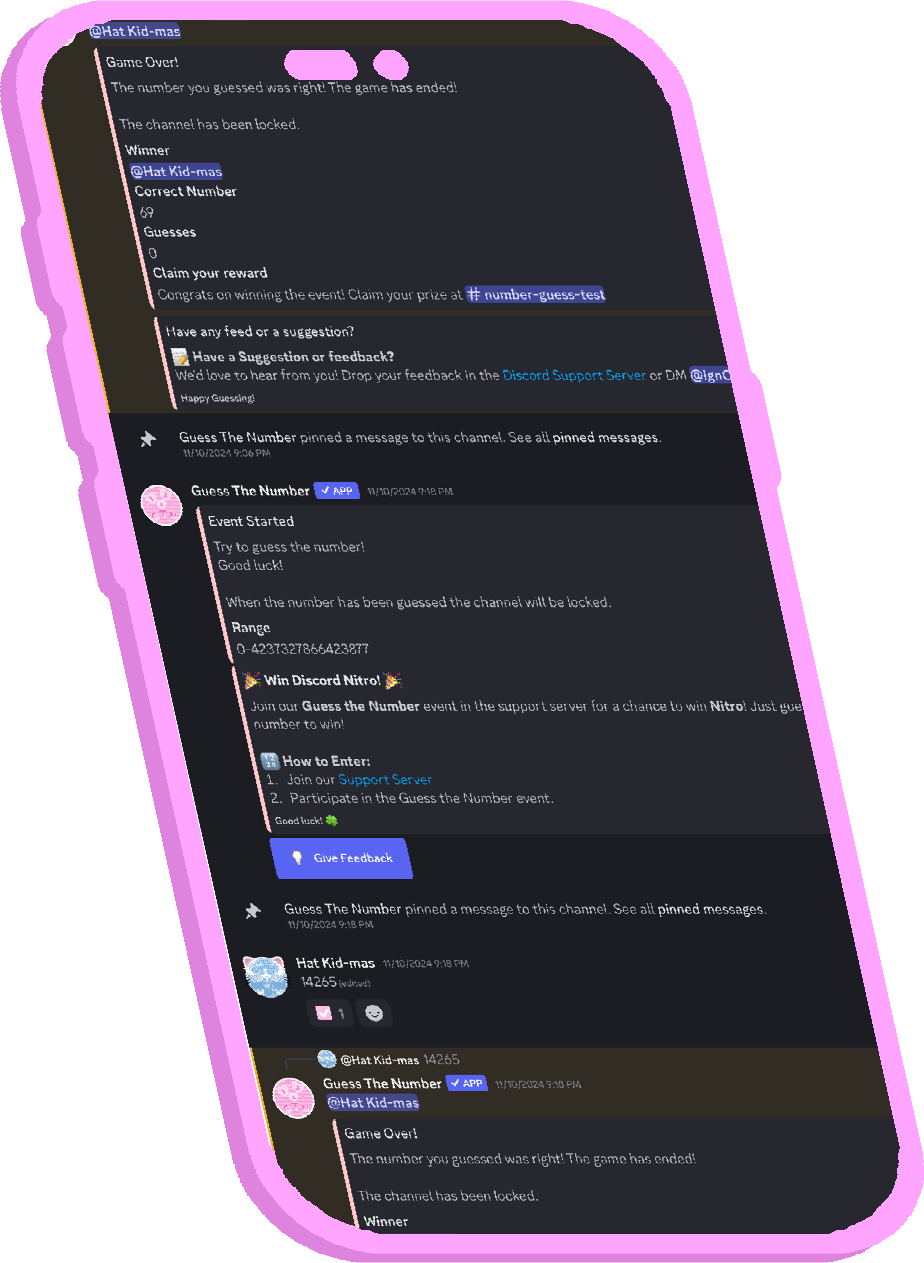 @Hat Kid-mas
Game Over!
The number you guessed was right! The game has ended!
The channel has been locked.
Winner
@Hat Kid-mas
Correct Number
69
Guesses
0
Claim your reward
Congrats on winning the event! Claim your prize at # number-guess-test
Have any feed or a suggestion?
📝 Have a Suggestion or feedback?
We'd love to hear from you! Drop your feedback in the Discord Support Server or DM
Happy Guessing!
Guess The Number pinned a message to this channel. See all pinned messages.
11/10/2024 9:06 PM
Guess The Number ✓ APP 11/10/2024 9:18 PM
Event Started
Try to guess the number!
Good luck!
When the number has been guessed the channel will be locked.
Range
0-4237327866423877
🎉 Win Discord Nitro! 🎉
Join our Guess the Number event in the support server for a chance to win Nitro! Just
number to win!
🔢 How to Enter:
1. Join our Support Server
2. Participate in the Guess the Number event.
Good luck! 🍀
Give Feedback
Guess The Number pinned a message to this channel. See all pinned messages.
11/10/2024 9:18 PM
Hat Kid-mas 11/10/2024 9:18 PM
14265 (edited)
1
@Hat Kid-mas 14265
Guess The Number ✓ APP 11/10/2024 9:18 PM
@Hat Kid-mas
Game Over!
The number you guessed was right! The game has ended!
The channel has been locked.
Winner